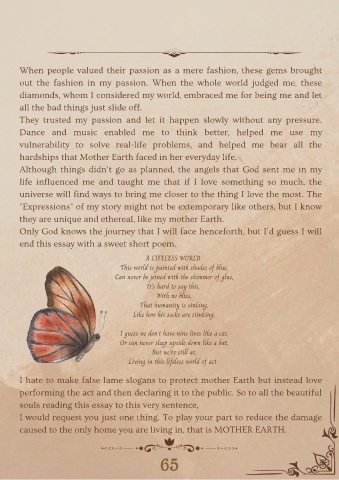 When people valued their passion as a mere fashion, these gems brought
out the fashion in my passion. When the whole world judged me, these
diamonds, whom I considered my world, embraced me for being me and let
all the bad things just slide off.
They trusted my passion and let it happen slowly without any pressure.
Dance and music enabled me to think better, helped me use my
vulnerability to solve real-life problems, and helped me bear all the
hardships that Mother Earth faced in her everyday life.
Although things didn't go as planned, the angels that God sent me in my
life influenced me and taught me that if I love something so much, the
universe will find ways to bring me closer to the thing I love the most. The
"Expressions" of my story might not be extemporary like others, but I know
they are unique and ethereal, like my mother Earth.
Only God knows the journey that I will face henceforth, but I'd guess I will
end this essay with a sweet short poem.
A LIFELESS WORLD
This world is painted with shades of blue,
Can never be joined with the shimmer of glue,
It's hard to say this,
With no bliss,
That humanity is sinking,
Like how his socks are stinking.
I guess we don't have nine lives like a cat,
Or can never sleep upside down like a bat,
But we're still at,
Living in this lifeless world of act.
I hate to make false lame slogans to protect mother Earth but instead love
performing the act and then declaring it to the public. So to all the beautiful
souls reading this essay to this very sentence,
I would request you just one thing. To play your part to reduce the damage
caused to the only home you are living in, that is MOTHER EARTH.
65